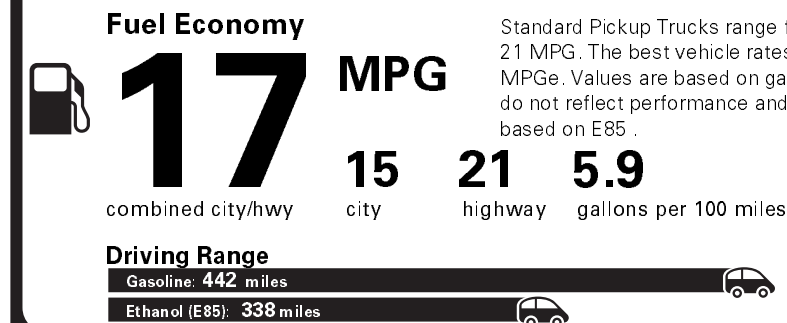 Fuel Economy
17 MPG
combined city/hwy
15 city
21 highway
5.9 gallons per 100 miles
Standard Pickup Trucks range
21 MPG. The best vehicle rates
MPGe. Values are based on
do not reflect performance and
based on E85 .
Driving Range
Gasoline: 442 miles
Ethanol (E85): 338 miles